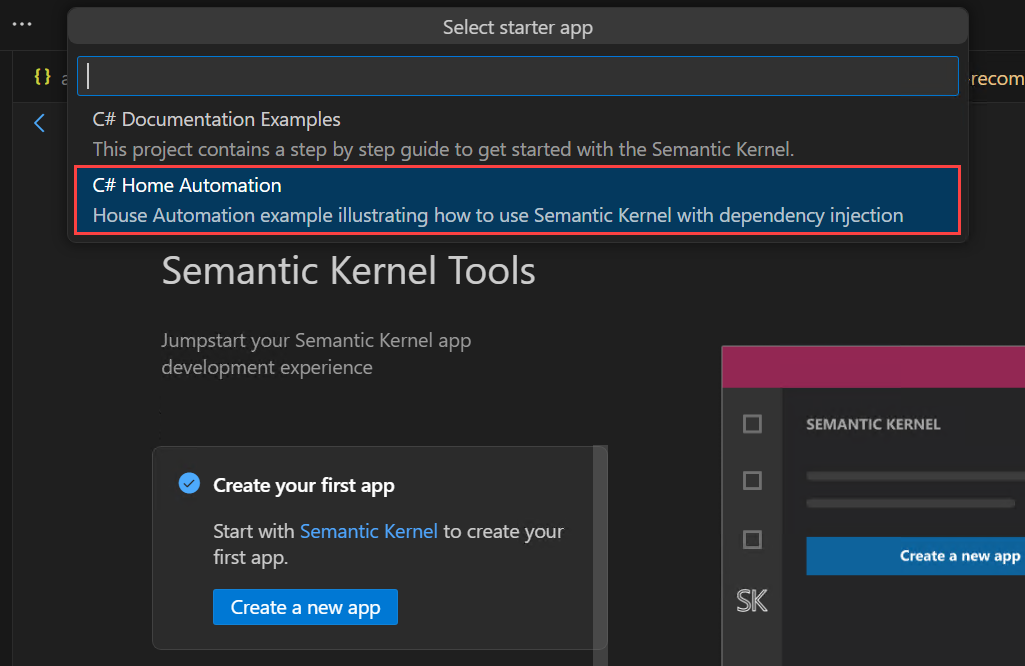 Select starter app
C# Documentation Examples
This project contains a step by step guide to get started with the Semantic Kernel.
C# Home Automation
House Automation example illustrating how to use Semantic Kernel with dependency injection
-recom
Semantic Kernel Tools
Jumpstart your Semantic Kernel app
development experience
Create your first app
Start with Semantic Kernel to create your
first app.
Create a new app
SEMANTIC KERNEL
Create a new app
SK